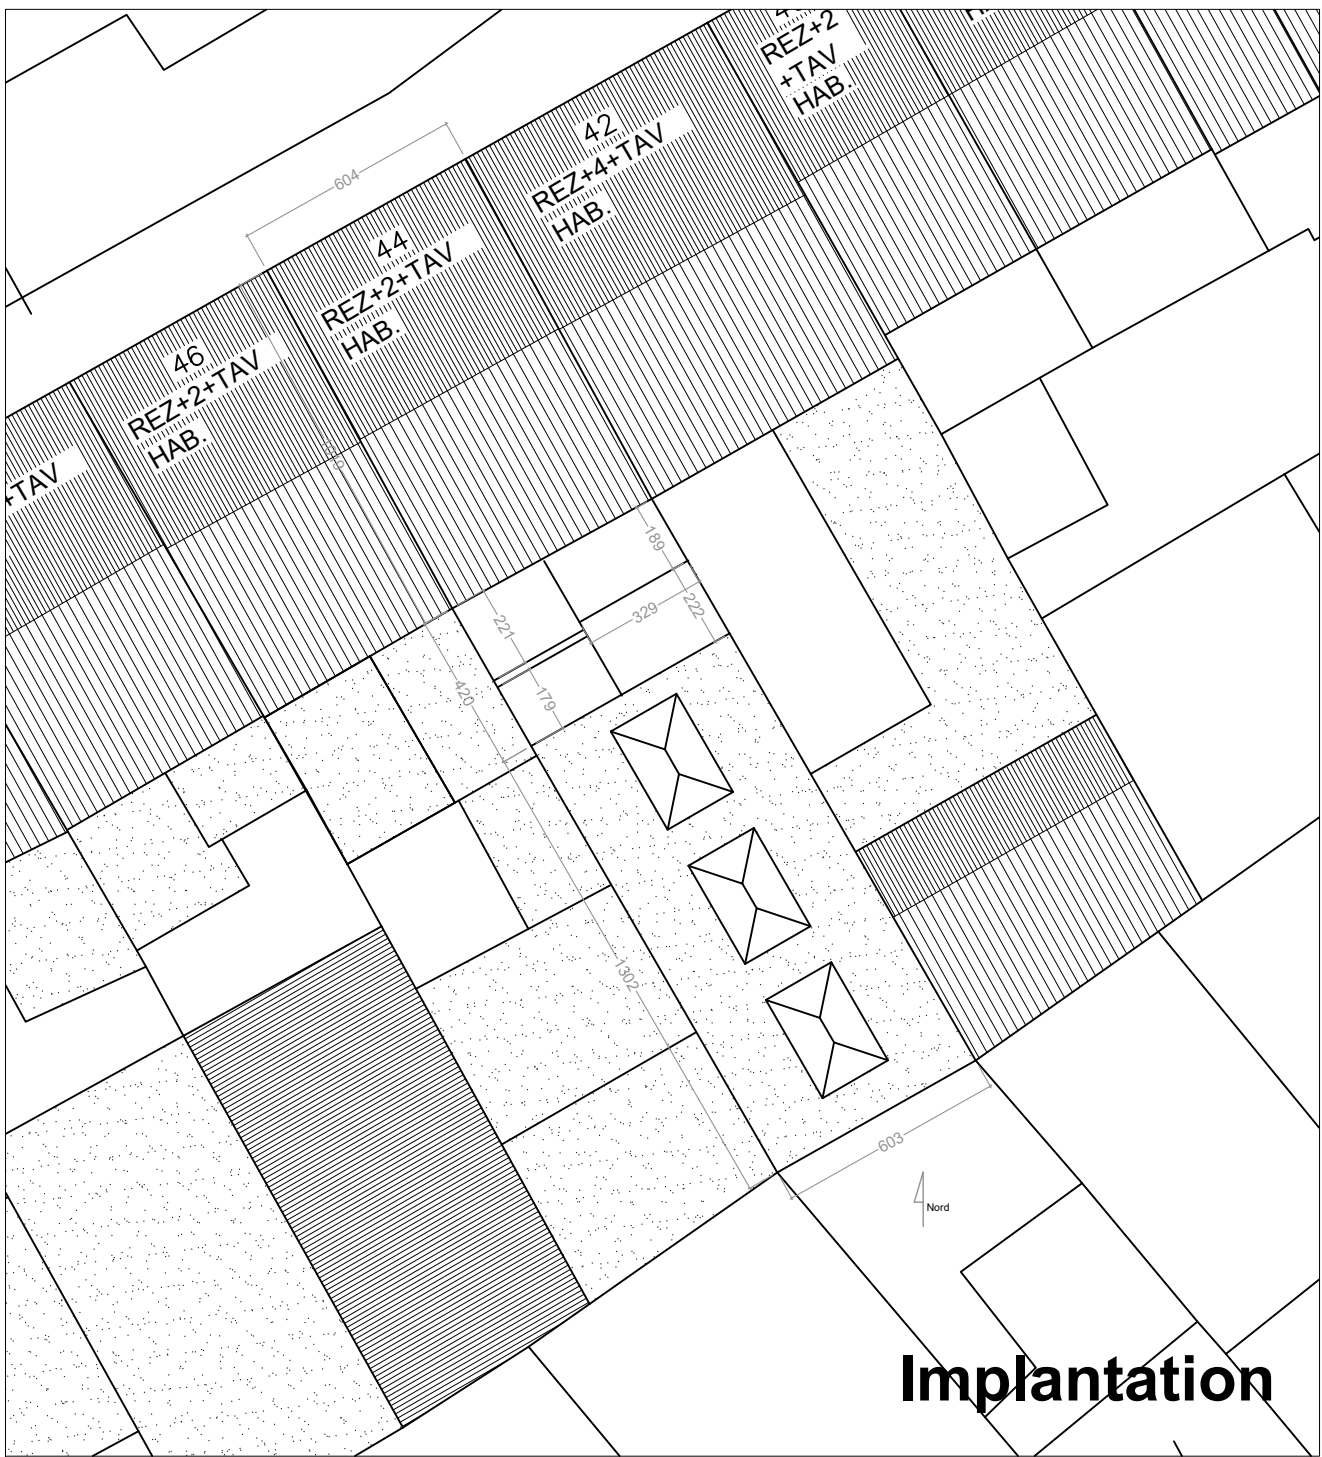 REZ+2
+TAV
HAB.
42
REZ+4+TAV
HAB.
604
44
REZ+2+TAV
HAB.
46
REZ+2+TAV
HAB.
+TAV
189
329
222
221
420
179
1302
603
Nord
Implantation